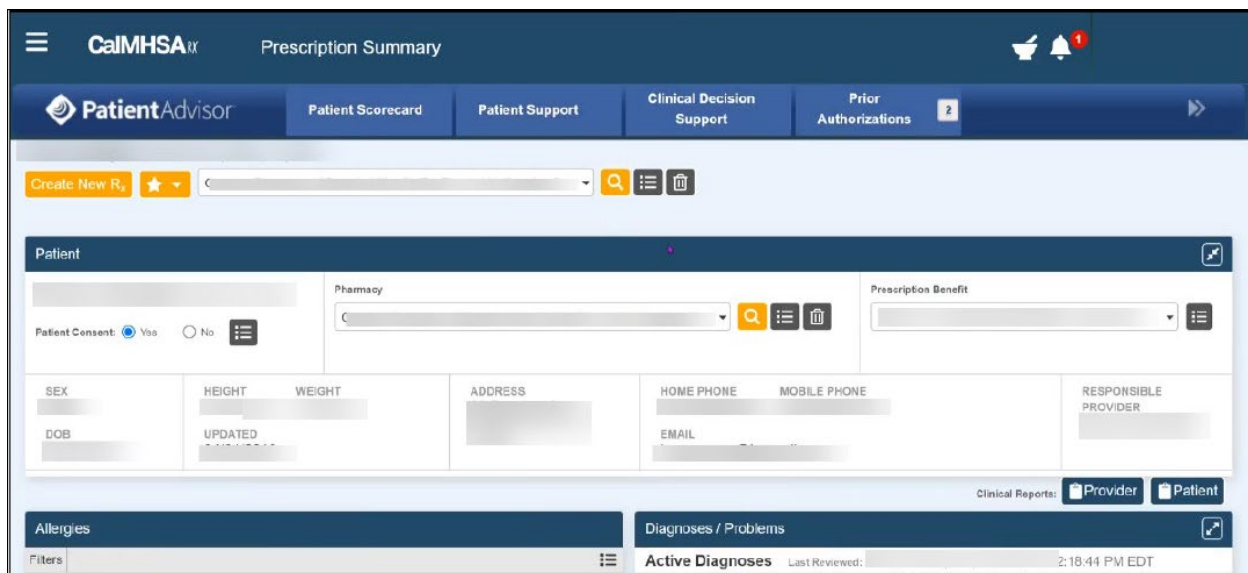 CalMHSA RX Prescription Summary 1
PatientAdvisor Patient Scorecard Patient Support Clinical Decision Support Prior Authorizations 2
Create New Rx
Patient
Pharmacy Prescription Benefit
Patient Consent: Yes No
SEX HEIGHT WEIGHT ADDRESS HOME PHONE MOBILE PHONE RESPONSIBLE PROVIDER
DOB UPDATED EMAIL
Clinical Reports: Provider Patient
Allergies Diagnoses / Problems
Filters Active Diagnoses Last Reviewed: 2:18:44 PM EDT